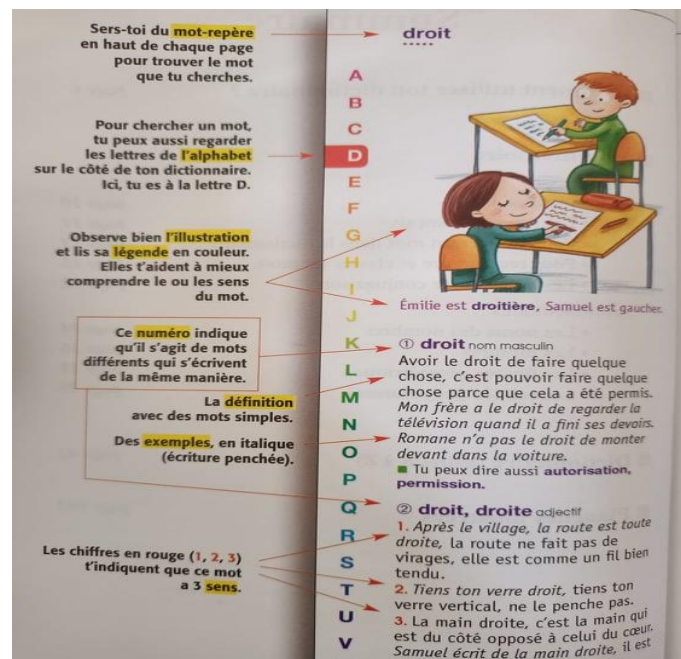 Sers-toi du mot-repère
en haut de chaque page
pour trouver le mot
que tu cherches.
Pour chercher un mot,
tu peux aussi regarder
les lettres de l'alphabet
sur le côté de ton dictionnaire.
Ici, tu es à la lettre D.
Observe bien l'illustration
et lis sa légende en couleur.
Elles t'aident à mieux
comprendre le ou les sens
du mot.
Ce numéro indique
qu'il s'agit de mots
différents qui s'écrivent
de la même manière.
La définition
avec des mots simples.
Des exemples, en italique
(écriture penchée).
Les chiffres en rouge (1, 2, 3)
t'indiquent que ce mot
a 3 sens.
A
B
C
D
E
F
G
H
I
J
K
L
M
N
O
P
Q
R
S
T
U
V
droit
Émilie est droitière, Samuel est gaucher.
① droit nom masculin
Avoir le droit de faire quelque
chose, c'est pouvoir faire quelque
chose parce que cela a été permis.
Mon frère a le droit de regarder la
télévision quand il a fini ses devoirs.
Romane n'a pas le droit de monter
devant dans la voiture.
■ Tu peux dire aussi autorisation,
permission.
② droit, droite adjectif
1. Après le village, la route est toute
droite, la route ne fait pas de
virages, elle est comme un fil bien
tendu.
2. Tiens ton verre droit, tiens ton
verre vertical, ne le penche pas.
3. La main droite, c'est la main qui
est du côté opposé à celui du cœur.
Samuel écrit de la main droite, il est